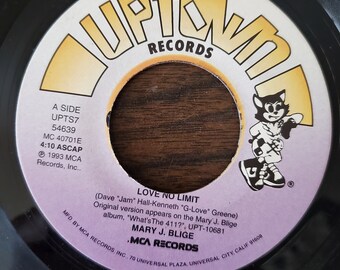 UPTOWN
RECORDS
A SIDE
UPTS7
54639
MC 40701E
4:10 ASCAP
℗ 1993 MCA
Records, Inc.
LOVE NO LIMIT
(Dave "Jam" Hall-Kenneth "G-Love" Greene)
Original version appears on the Mary J. Blige
album, "What's The 411?", UPT-10681
MARY J. BLIGE
MCA RECORDS
MFD. BY MCA RECORDS INC., 70 UNIVERSAL PLAZA, UNIVERSAL CITY, CALIF 91608